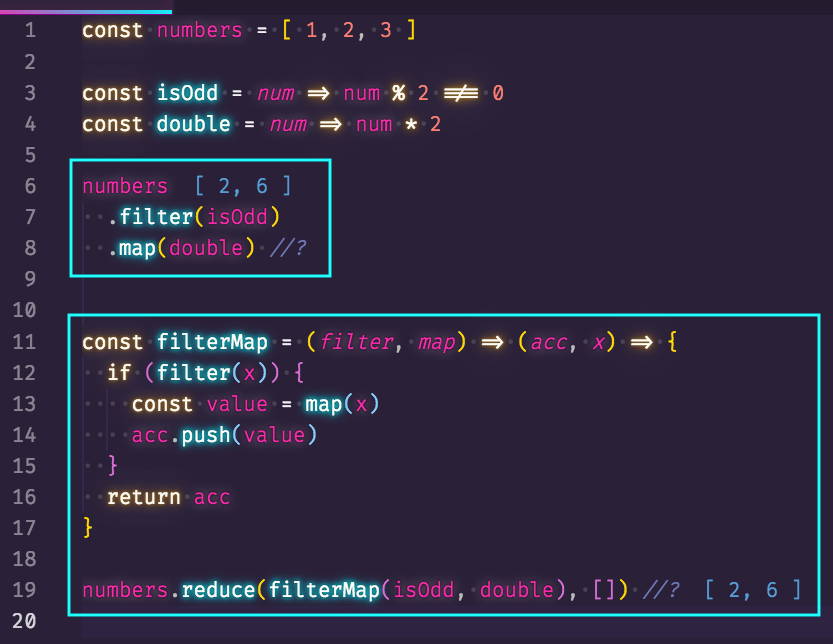 1 const numbers = [ 1, 2, 3 ]
2
3 const isOdd = num => num % 2 !== 0
4 const double = num => num * 2
5
6 numbers [ 2, 6 ]
7 .filter(isOdd)
8 .map(double) //?
9
10
11 const filterMap = (filter, map) => (acc, x) => {
12 if (filter(x)) {
13 const value = map(x)
14 acc.push(value)
15 }
16 return acc
17 }
18
19 numbers.reduce(filterMap(isOdd, double), []) //? [ 2, 6 ]
20